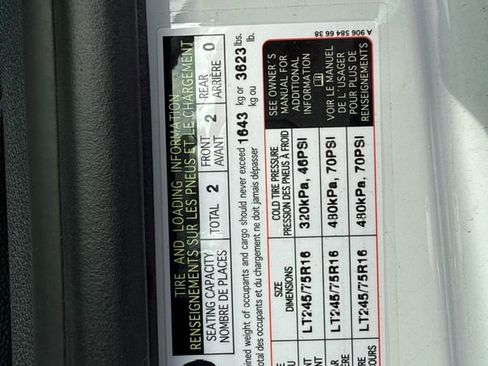 TIRE AND LOADING INFORMATION
RENSEIGNEMENTS SUR LES PNEUS ET LE CHARGEMENT
SEATING CAPACITY
NOMBRE DE PLACES
TOTAL 2
FRONT
AVANT 2
REAR
ARRIÈRE 0
ined weight of occupants and cargo should never exceed 1643 kg or 3623 lbs.
total des occupants et du chargement ne doit jamais dépasser kg ou lb.
SIZE
DIMENSIONS
COLD TIRE PRESSURE
PRESSION DES PNEUS À FROID
LT245/75R16 320kPa, 46PSI
LT245/75R16 480kPa, 70PSI
LT245/75R16 480kPa, 70PSI
SEE OWNER'S
MANUAL FOR
ADDITIONAL
INFORMATION
VOIR LE MANUEL
DE L'USAGER
POUR PLUS DE
RENSEIGNEMENTS
A 906 584 66 38